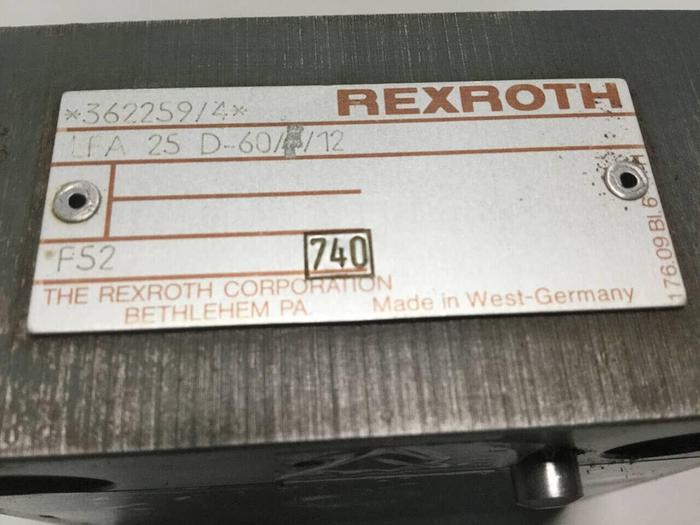 *362259/4*
REXROTH
LFA 25 D-60/ /12
F52
740
THE REXROTH CORPORATION
BETHLEHEM PA.
Made in West-Germany
176.09 Bl.6